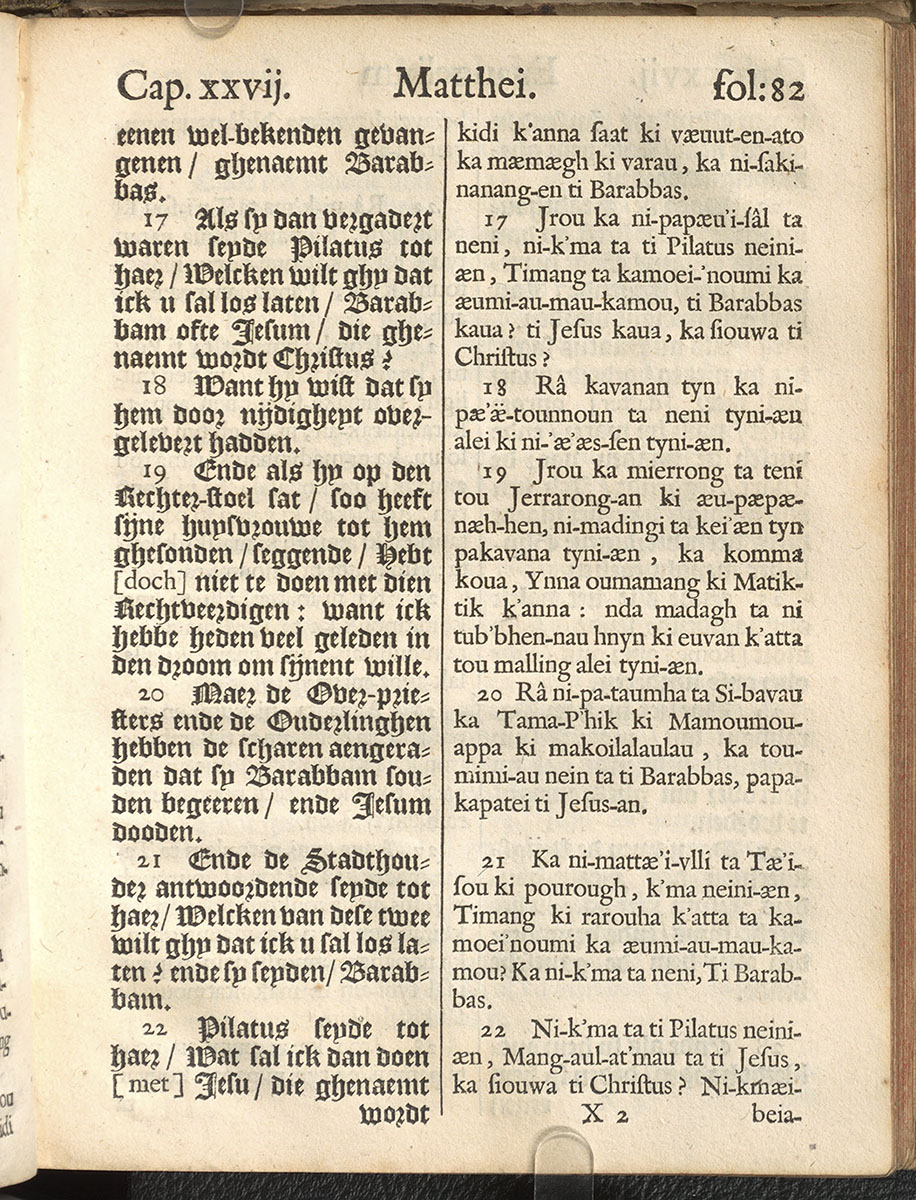 Cap. xxvij. Matthei. fol: 82
eenen wel-bekenden gevan-
genen / ghenaemt Barab-
bas.
17 Als sy dan vergadert
waren seyde Pilatus tot
haer / Welcken wilt ghy dat
ick u sal los laten / Barab-
bam ofte Jesum / die ghe-
naemt wordt Christus ?
18 Want hy wist dat sy
hem door nijdigheyt over-
gelevert hadden.
19 Ende als hy op den
Rechter-stoel sat / soo heeft
sijne huysvrouwe tot hem
ghesonden / seggende / Hebt
[doch] niet te doen met dien
Rechtveerdigen : want ick
hebbe heden veel geleden in
den droom om sijnent wille.
20 Maer de Over-prie-
sters ende de Ouderlinghen
hebben de scharen aengera-
den dat sy Barabbam sou-
den begeeren / ende Jesum
dooden.
21 Ende de Stadthou-
der antwoordende seyde tot
haer / Welcken van dese twee
wilt ghy dat ick u sal los la-
ten ? ende sy seyden / Barab-
bam.
22 Pilatus seyde tot
haer / Wat sal ick dan doen
[met] Jesu / die ghenaemt
wordt
kidi k'anna ſaat ki væuut-en-ato
ka mæmægh ki varau, ka ni-ſaki-
nanang-en ti Barabbas.
17 Jrou ka ni-papæu'i-ſâl ta
neni, ni-k'ma ta ti Pilatus neini-
æn, Timang ta kamoei-'noumi ka
æumi-au-mau-kamou, ti Barabbas
kaua? ti Jeſus kaua, ka ſiouwa ti
Chriſtus?
18 Râ kavanan tyn ka ni-
pæ'æ̈-tounnoun ta neni tyni-æn
alei ki ni-'æ'æs-ſen tyni-æn.
19 Jrou ka mierrong ta teni
tou Jerrarong-an ki æu-pæpæ-
næh-hen, ni-madingi ta kei'æn tyn
pakavana tyni-æn, ka komma
koua, Ynna oumamang ki Matik-
tik k'anna : nda madagh ta ni
tub'bhen-nau hnyn ki euvan k'atta
tou malling alei tyni-æn.
20 Râ ni-pa-taumha ta Si-bavau
ka Tama-P'hik ki Mamoumou-
appa ki makoilalaulau, ka tou-
mimi-au nein ta ti Barabbas, papa-
kapatei ti Jeſus-an.
21 Ka ni-mattæ'i-vlli ta Tæ'i-
ſou ki pourough, k'ma neini-æn,
Timang ki rarouha k'atta ta ka-
moei'noumi ka æumi-au-mau-ka-
mou? Ka ni-k'ma ta neni, Ti Barab-
bas.
22 Ni-k'ma ta ti Pilatus neini-
æn, Mang-aul-at'mau ta ti Jeſus,
ka ſiouwa ti Chriſtus? Ni-kmæi-
X 2 beia-